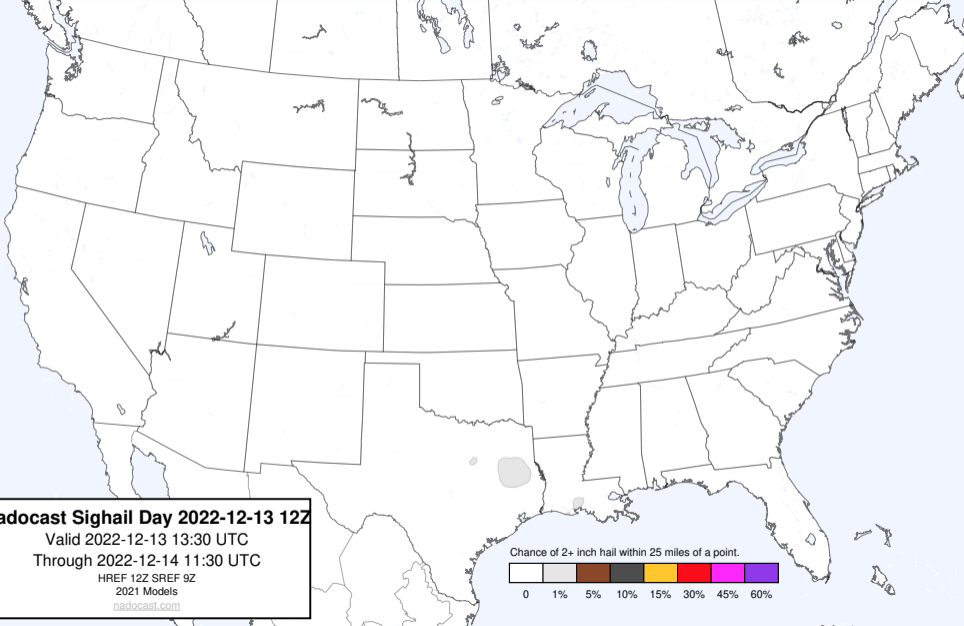 adocast Sighail Day 2022-12-13 12Z
Valid 2022-12-13 13:30 UTC
Through 2022-12-14 11:30 UTC
HREF 12Z SREF 9Z
2021 Models
nadocast.com
Chance of 2+ inch hail within 25 miles of a point.
0 1% 5% 10% 15% 30% 45% 60%